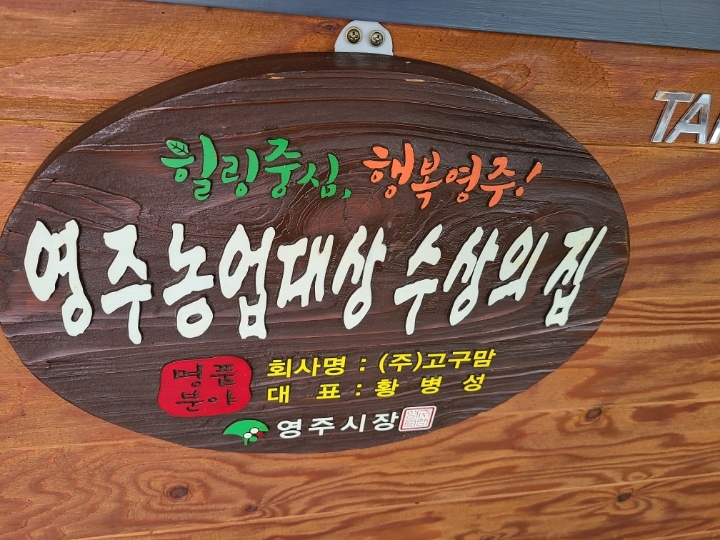 힐링중심, 행복영주!
영주농업대상 수상의 집
명품
분야
회사명 : (주)고구맘
대 표 : 황 병 성
영주시장
TA